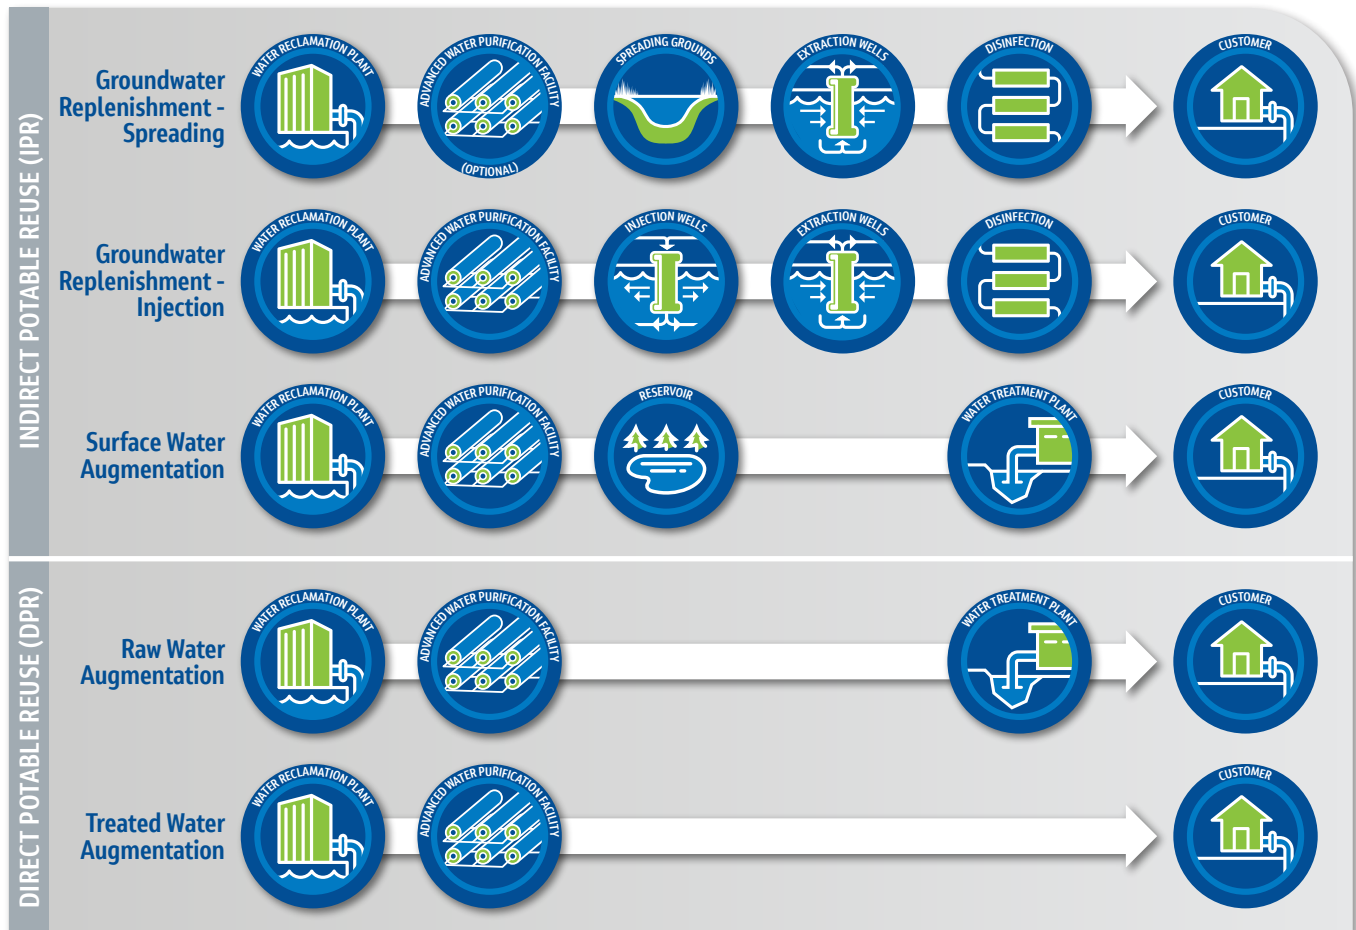 INDIRECT POTABLE REUSE (IPR)
Groundwater
Replenishment -
Spreading
WATER RECLAMATION PLANT
ADVANCED WATER PURIFICATION FACILITY
(OPTIONAL)
SPREADING GROUNDS
EXTRACTION WELLS
DISINFECTION
CUSTOMER
Groundwater
Replenishment -
Injection
WATER RECLAMATION PLANT
ADVANCED WATER PURIFICATION FACILITY
INJECTION WELLS
EXTRACTION WELLS
DISINFECTION
CUSTOMER
Surface Water
Augmentation
WATER RECLAMATION PLANT
ADVANCED WATER PURIFICATION FACILITY
RESERVOIR
WATER TREATMENT PLANT
CUSTOMER
DIRECT POTABLE REUSE (DPR)
Raw Water
Augmentation
WATER RECLAMATION PLANT
ADVANCED WATER PURIFICATION FACILITY
WATER TREATMENT PLANT
CUSTOMER
Treated Water
Augmentation
WATER RECLAMATION PLANT
ADVANCED WATER PURIFICATION FACILITY
CUSTOMER